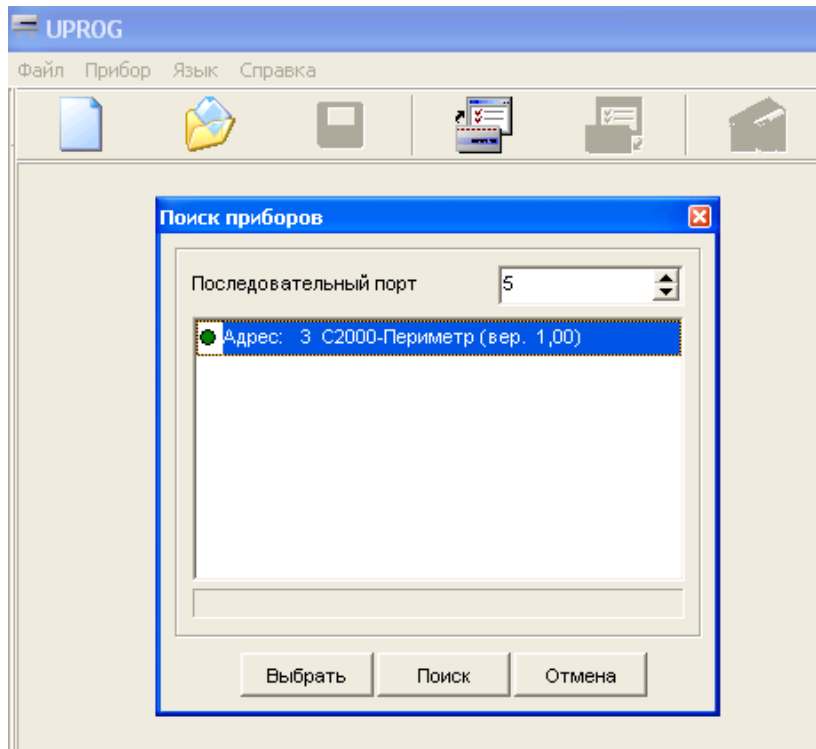 UPROG
Файл Прибор Язык Справка
Поиск приборов
Последовательный порт 5
Адрес: 3 С2000-Периметр (вер. 1,00)
Выбрать Поиск Отмена